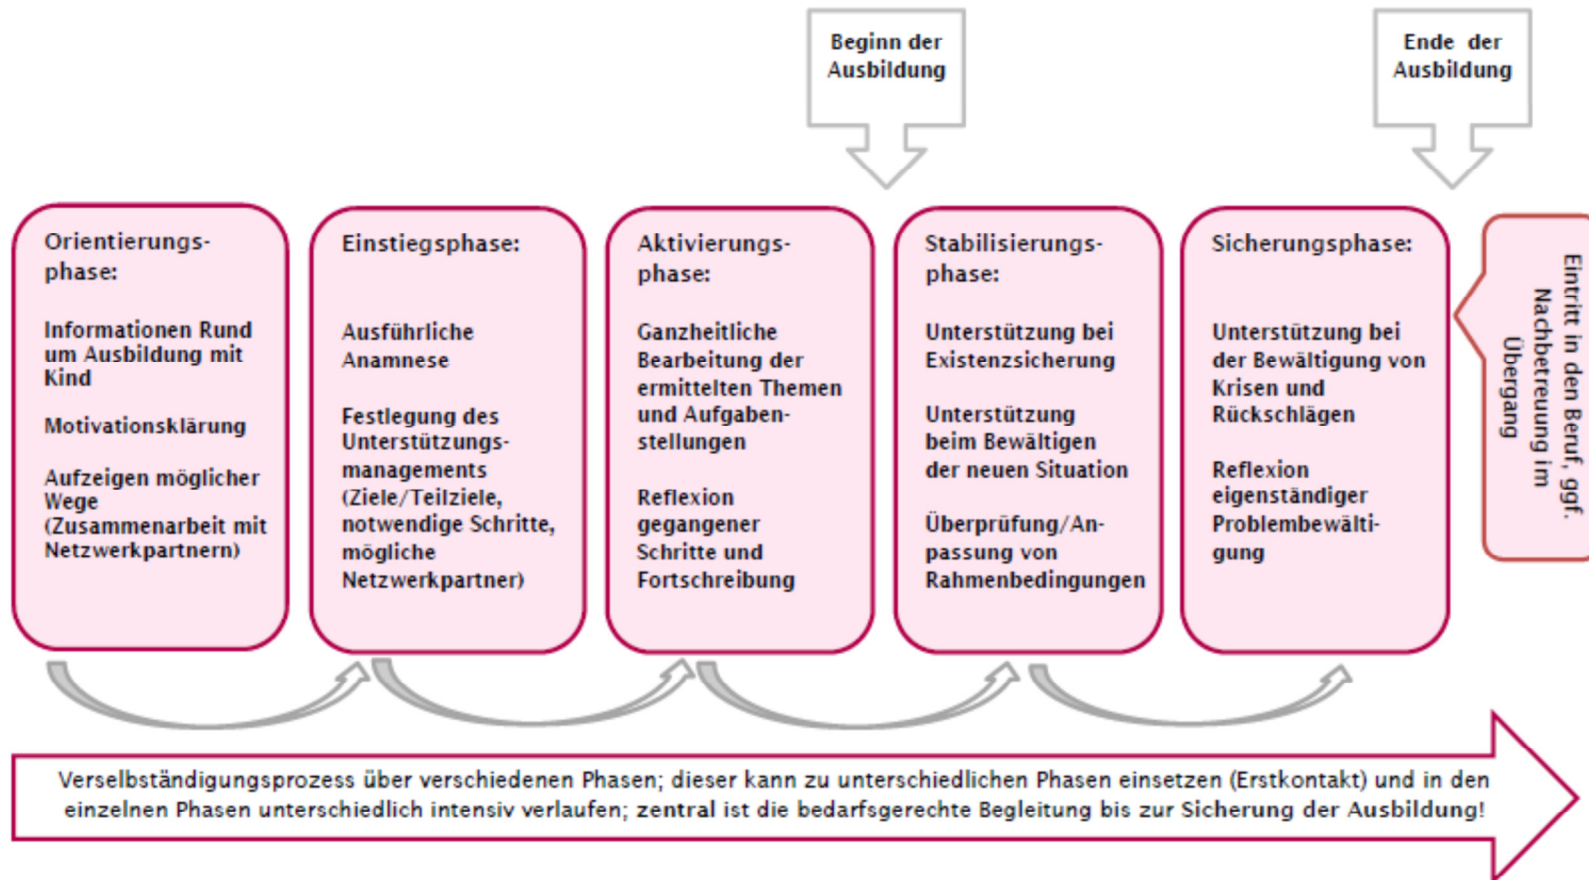 Beginn der
Ausbildung
Ende der
Ausbildung
Orientierungs-
phase:
Informationen Rund
um Ausbildung mit
Kind
Motivationsklärung
Aufzeigen möglicher
Wege
(Zusammenarbeit mit
Netzwerkpartnern)
Einstiegsphase:
Ausführliche
Anamnese
Festlegung des
Unterstützungs-
managements
(Ziele/Teilziele,
notwendige Schritte,
mögliche
Netzwerkpartner)
Aktivierungs-
phase:
Ganzheitliche
Bearbeitung der
ermittelten Themen
und Aufgaben-
stellungen
Reflexion
gegangener
Schritte und
Fortschreibung
Stabilisierungs-
phase:
Unterstützung bei
Existenzsicherung
Unterstützung
beim Bewältigen
der neuen Situation
Überprüfung/An-
passung von
Rahmenbedingungen
Sicherungsphase:
Unterstützung bei
der Bewältigung von
Krisen und
Rückschlägen
Reflexion
eigenständiger
Problembewälti-
gung
Eintritt in den Beruf, ggf.
Nachbetreuung im
Übergang
Verselbständigungsprozess über verschiedenen Phasen; dieser kann zu unterschiedlichen Phasen einsetzen (Erstkontakt) und in den
einzelnen Phasen unterschiedlich intensiv verlaufen; zentral ist die bedarfsgerechte Begleitung bis zur Sicherung der Ausbildung!